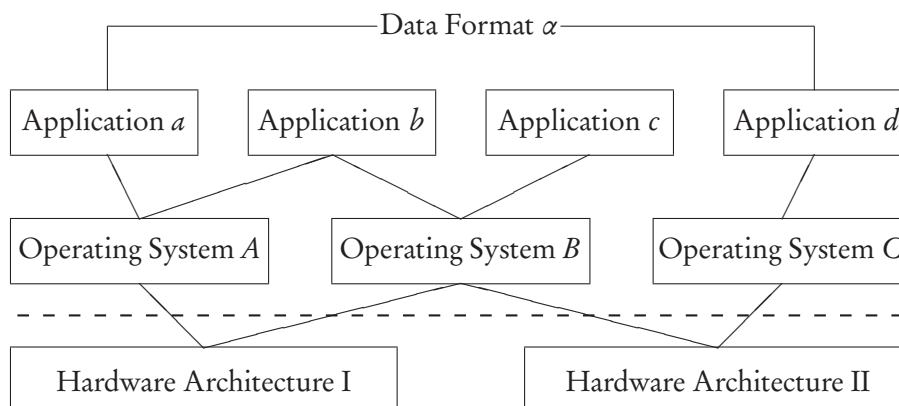 Data Format α
Application a Application b Application c Application d
Operating System A Operating System B Operating System C
Hardware Architecture I Hardware Architecture II